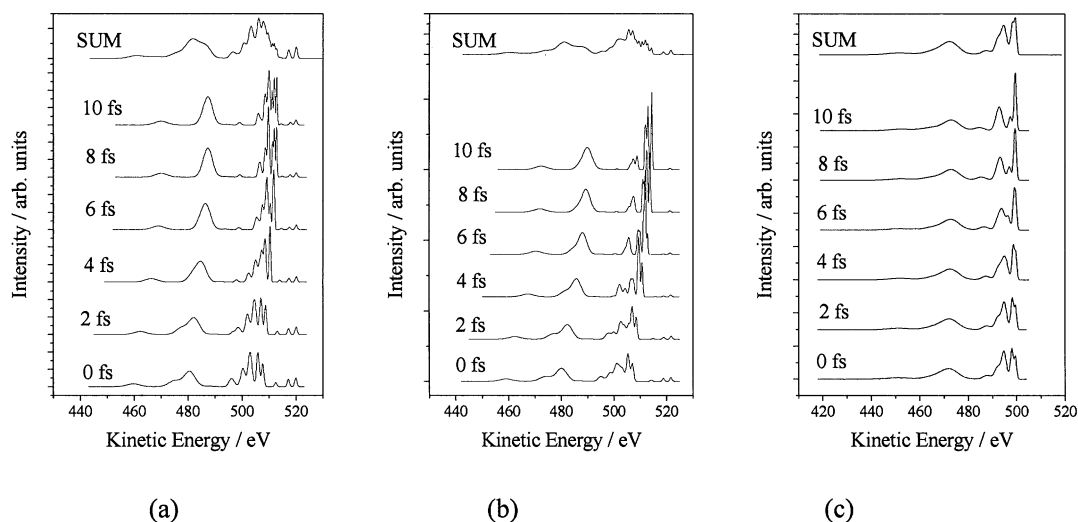 SUM
10 fs
8 fs
6 fs
4 fs
2 fs
0 fs
Intensity / arb. units
440 460 480 500 520
Kinetic Energy / eV
(a)
SUM
10 fs
8 fs
6 fs
4 fs
2 fs
0 fs
Intensity / arb. units
440 460 480 500 520
Kinetic Energy / eV
(b)
SUM
10 fs
8 fs
6 fs
4 fs
2 fs
0 fs
Intensity / arb. units
420 440 460 480 500 520
Kinetic Energy / eV
(c)